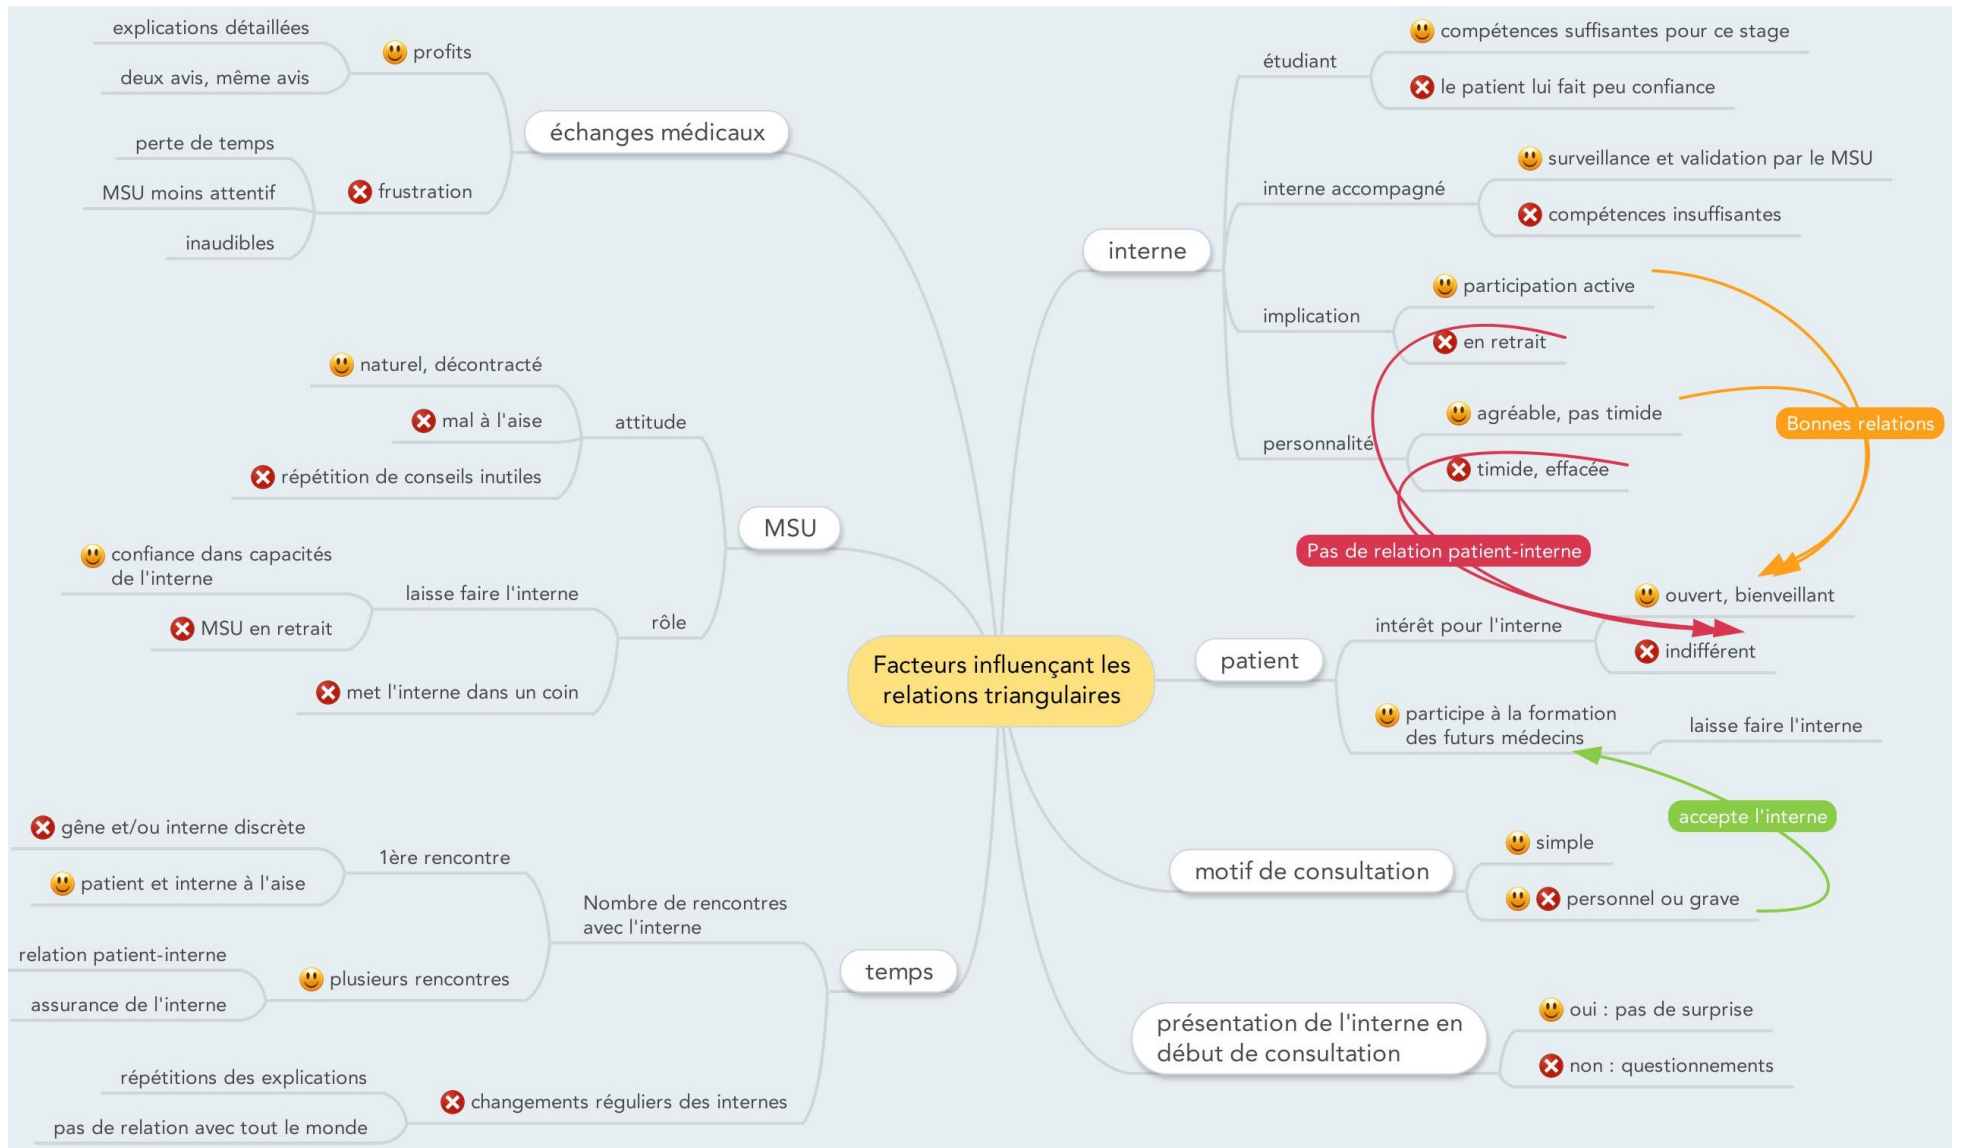 explications détaillées
profits
deux avis, même avis
échanges médicaux
perte de temps
MSU moins attentif
frustration
inaudibles
naturel, décontracté
mal à l'aise
attitude
répétition de conseils inutiles
MSU
confiance dans capacités
de l'interne
laisse faire l'interne
MSU en retrait
rôle
met l'interne dans un coin
Facteurs influençant les
relations triangulaires
gêne et/ou interne discrète
1ère rencontre
patient et interne à l'aise
Nombre de rencontres
avec l'interne
relation patient-interne
plusieurs rencontres
assurance de l'interne
temps
répétitions des explications
changements réguliers des internes
pas de relation avec tout le monde
compétences suffisantes pour ce stage
étudiant
le patient lui fait peu confiance
surveillance et validation par le MSU
interne accompagné
compétences insuffisantes
interne
participation active
implication
en retrait
agréable, pas timide
Bonnes relations
personnalité
timide, effacée
Pas de relation patient-interne
ouvert, bienveillant
intérêt pour l'interne
indifférent
patient
participe à la formation
des futurs médecins
laisse faire l'interne
accepte l'interne
simple
motif de consultation
personnel ou grave
oui : pas de surprise
présentation de l'interne en
début de consultation
non : questionnements